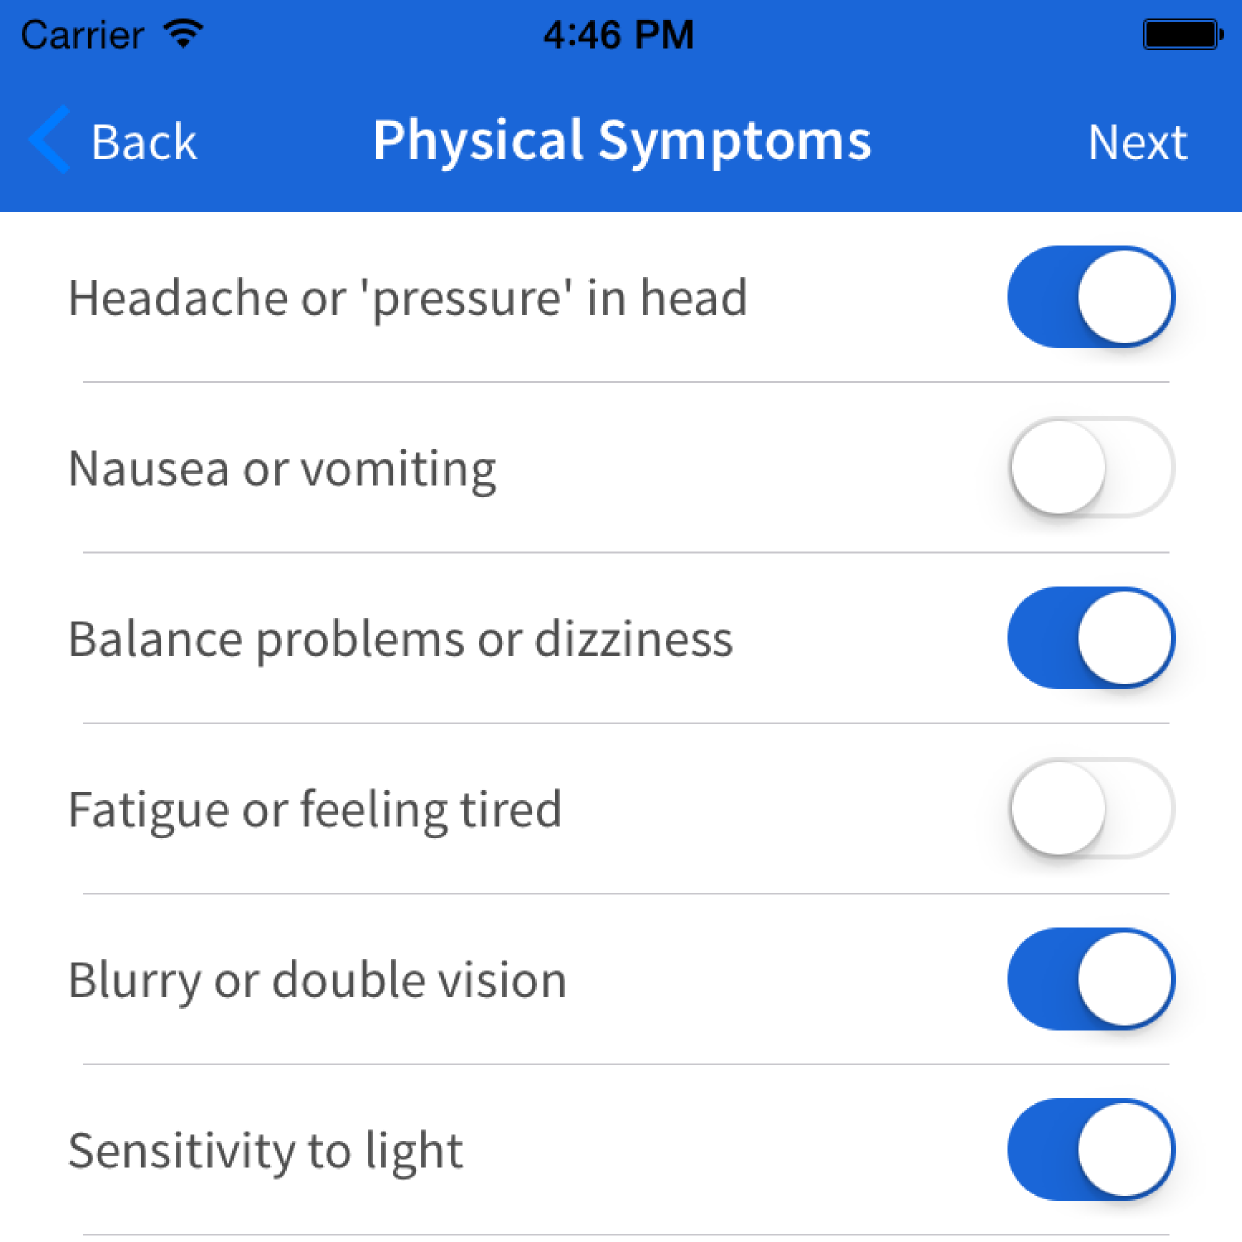 Carrier 4:46 PM
Back Physical Symptoms Next
Headache or 'pressure' in head
Nausea or vomiting
Balance problems or dizziness
Fatigue or feeling tired
Blurry or double vision
Sensitivity to light